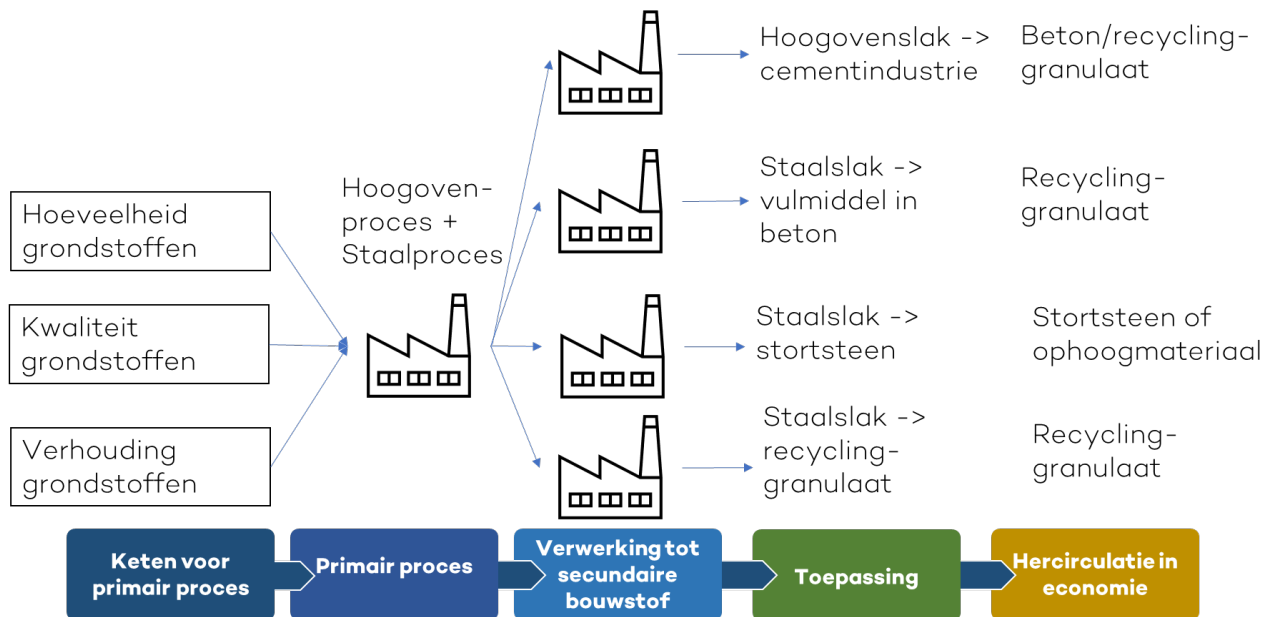 Hoeveelheid
grondstoffen
Kwaliteit
grondstoffen
Verhouding
grondstoffen
Hoogoven-
proces +
Staalproces
Hoogovenslak ->
cementindustrie
Beton/recycling-
granulaat
Staalslak ->
vulmiddel in
beton
Recycling-
granulaat
Staalslak ->
stortsteen
Stortsteen of
ophoogmateriaal
Staalslak ->
recycling-
granulaat
Recycling-
granulaat
Keten voor
primair proces
Primair proces
Verwerking tot
secundaire
bouwstof
Toepassing
Hercirculatie in
economie